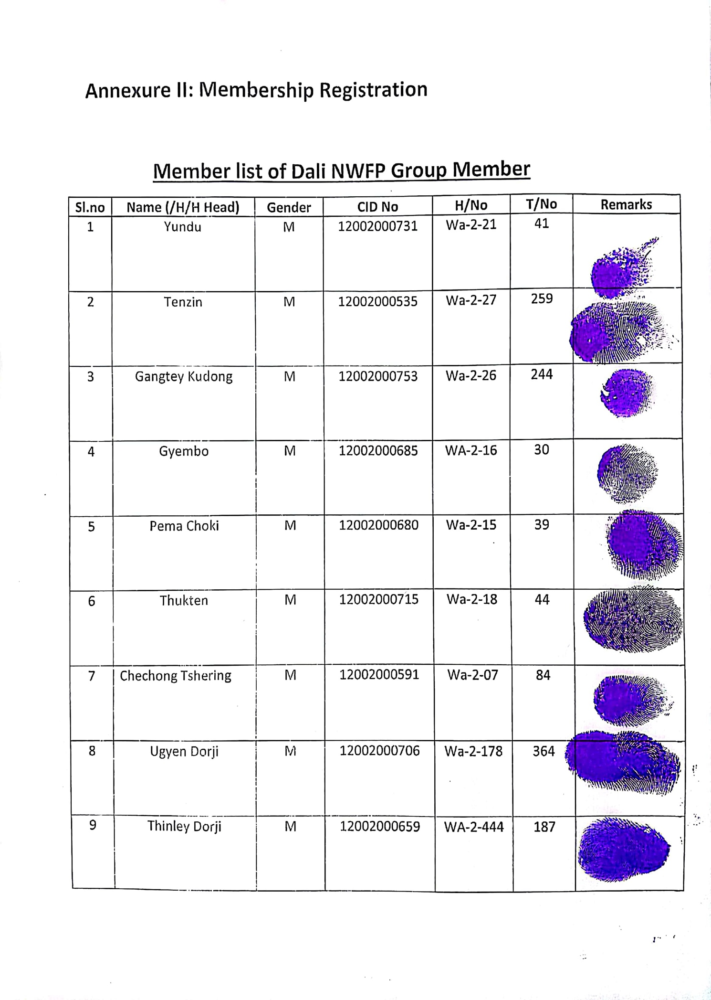 Annexure II: Membership Registration
Member list of Dali NWFP Group Member
Sl.no Name (/H/H Head) Gender CID No H/No T/No Remarks
1 Yundu M 12002000731 Wa-2-21 41
2 Tenzin M 12002000535 Wa-2-27 259
3 Gangtey Kudong M 12002000753 Wa-2-26 244
4 Gyembo M 12002000685 WA-2-16 30
5 Pema Choki M 12002000680 Wa-2-15 39
6 Thukten M 12002000715 Wa-2-18 44
7 Chechong Tshering M 12002000591 Wa-2-07 84
8 Ugyen Dorji M 12002000706 Wa-2-178 364
9 Thinley Dorji M 12002000659 WA-2-444 187